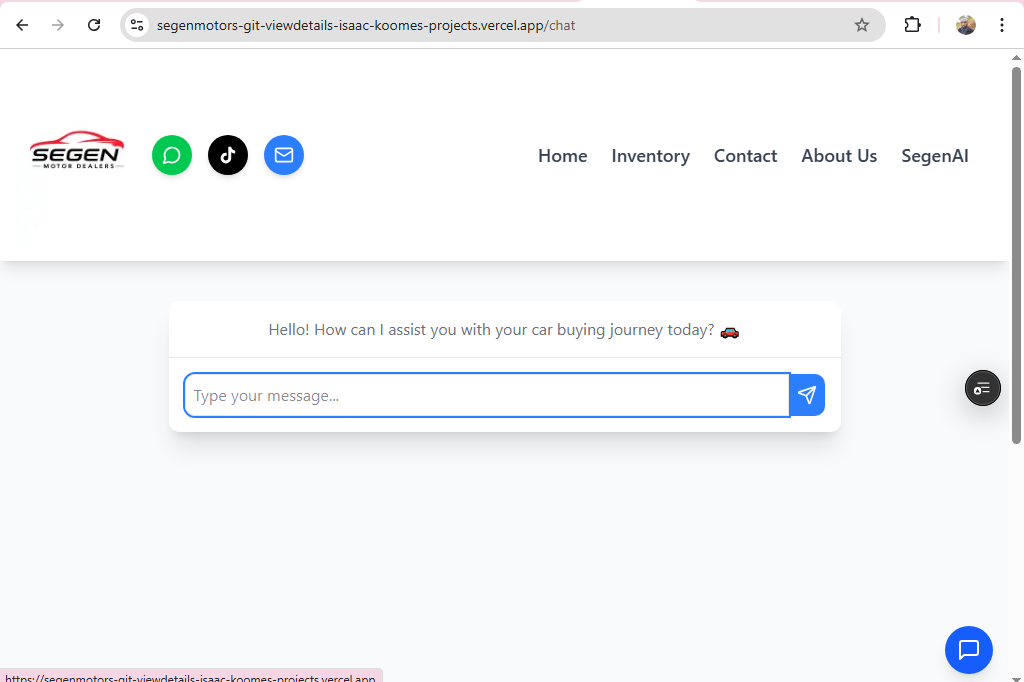 segenmotors-git-viewdetails-isaac-koomes-projects.vercel.app/chat
SEGEN
MOTOR DEALERS
Home Inventory Contact About Us SegenAI
Hello! How can I assist you with your car buying journey today? 🚗
Type your message...
https://segenmotors-git-viewdetails-isaac-koomes-projects.vercel.app